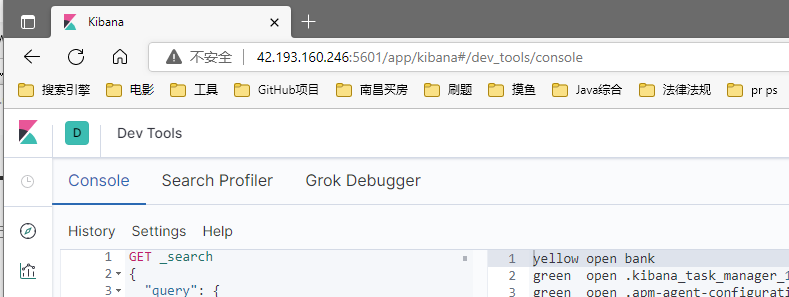 Kibana
不安全 42.193.160.246:5601/app/kibana#/dev_tools/console
搜索引擎 电影 工具 GitHub项目 南昌买房 刷题 摸鱼 Java综合 法律法规 pr ps
D Dev Tools
Console Search Profiler Grok Debugger
History Settings Help
1 GET _search
2 {
3 "query": {
1 yellow open bank
2 green open .kibana_task_manager_1
3 green open .apm-agent-configurati